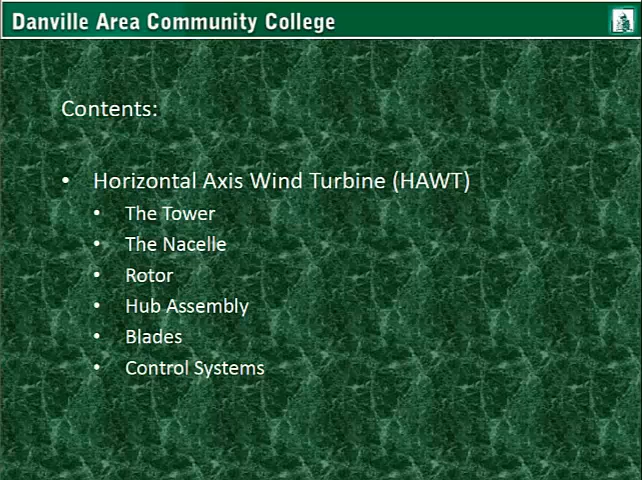 Danville Area Community College
Contents:
• Horizontal Axis Wind Turbine (HAWT)
• The Tower
• The Nacelle
• Rotor
• Hub Assembly
• Blades
• Control Systems